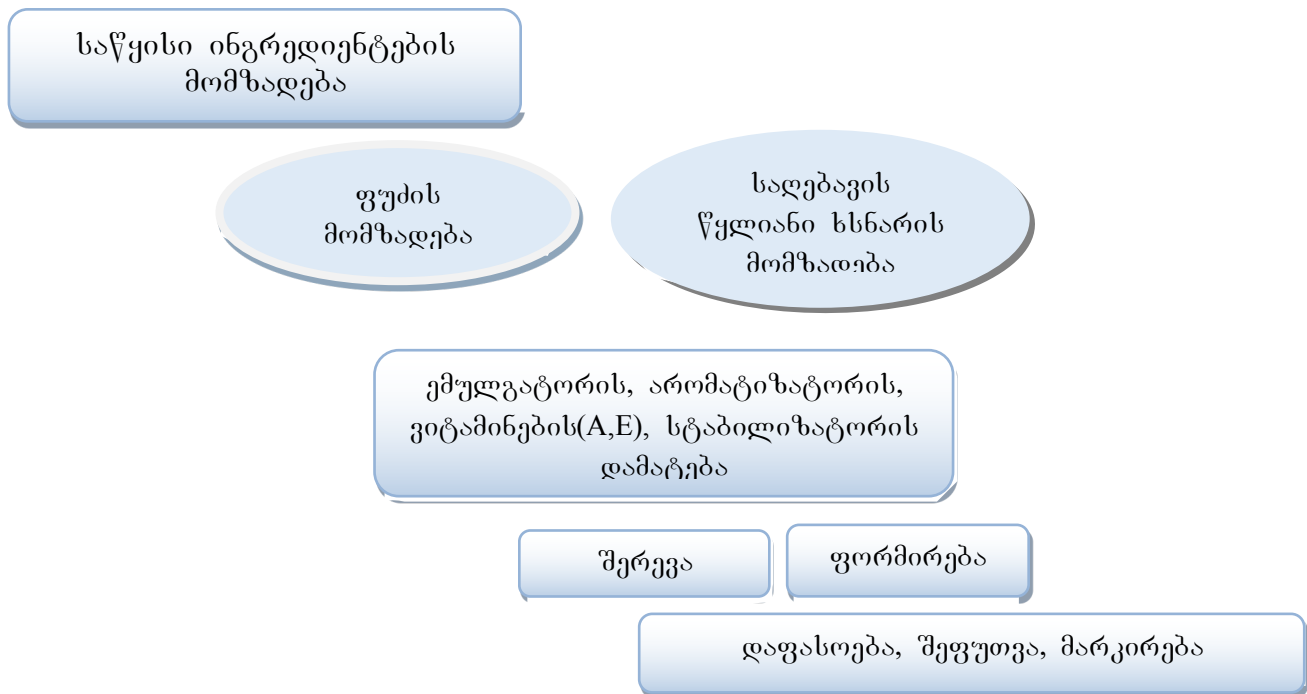 საწყისი ინგრედიენტების
მომზადება
ფუძის
მომზადება
საღებავის
წყლიანი ხსნარის
მომზადება
ემულგატორის, არომატიზატორის,
ვიტამინების(A,E), სტაბილიზატორის
დამატება
შერევა
ფორმირება
დაფასოება, შეფუთვა, მარკირება